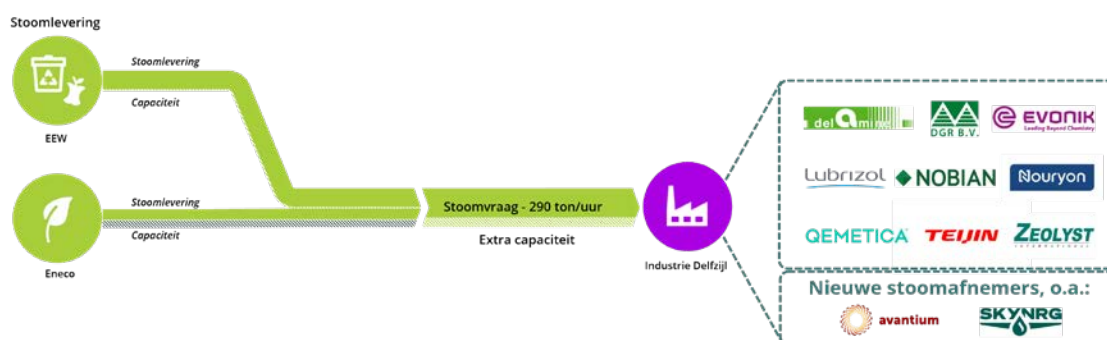 Stoomlevering
Stoomlevering
Capaciteit
EEW
Stoomlevering
Capaciteit
Eneco
Stoomvraag - 290 ton/uur
Extra capaciteit
Industrie Delfzijl
delamine
DGR B.V.
EVONIK
Leading Beyond Chemistry
Lubrizol
NOBIAN
Nouryon
QEMETICA
TEIJIN
ZEOLYST
INTERNATIONAL
Nieuwe stoomafnemers, o.a.:
avantium
SKYNRG